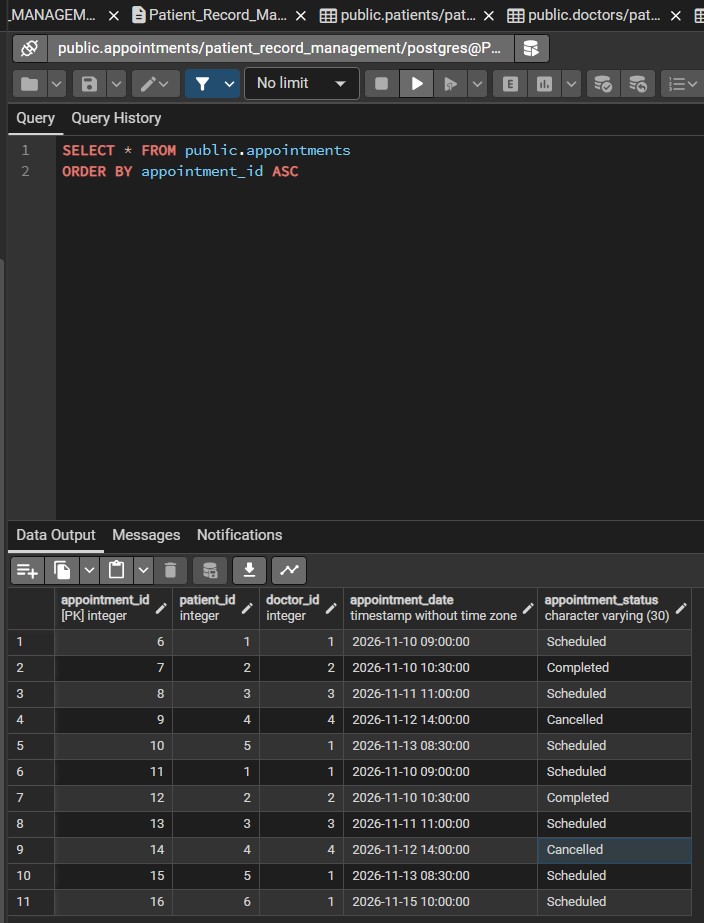 _MANAGEM... Patient_Record_Ma... public.patients/pat... public.doctors/pat...
public.appointments/patient_record_management/postgres@P...
No limit E
Query Query History
1 SELECT * FROM public.appointments
2 ORDER BY appointment_id ASC
Data Output Messages Notifications
appointment_id patient_id doctor_id appointment_date appointment_status
[PK] integer integer integer timestamp without time zone character varying (30)
1 6 1 1 2026-11-10 09:00:00 Scheduled
2 7 2 2 2026-11-10 10:30:00 Completed
3 8 3 3 2026-11-11 11:00:00 Scheduled
4 9 4 4 2026-11-12 14:00:00 Cancelled
5 10 5 1 2026-11-13 08:30:00 Scheduled
6 11 1 1 2026-11-10 09:00:00 Scheduled
7 12 2 2 2026-11-10 10:30:00 Completed
8 13 3 3 2026-11-11 11:00:00 Scheduled
9 14 4 4 2026-11-12 14:00:00 Cancelled
10 15 5 1 2026-11-13 08:30:00 Scheduled
11 16 6 1 2026-11-15 10:00:00 Scheduled